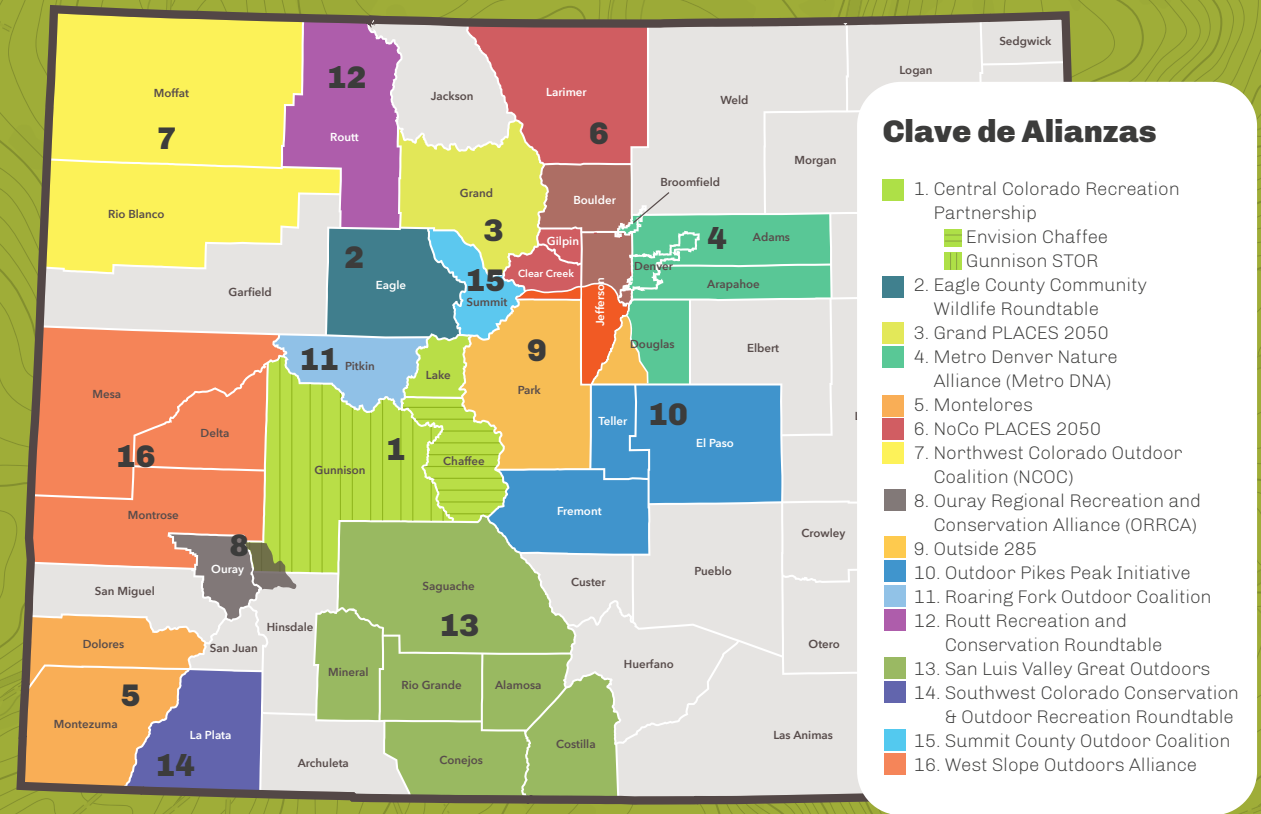 Sedgwick
Logan
12
Moffat
Jackson
Larimer
Weld
7
Routt
6
Morgan
Broomfield
Grand
Boulder
Rio Blanco
3
Gilpin
4
Adams
2
Clear Creek
Denver
15
Eagle
Arapahoe
Garfield
Summit
Jefferson
11
Pitkin
9
Douglas
Elbert
Lake
Mesa
Park
10
Delta
Teller
El Paso
16
Gunnison
1
Chaffee
Montrose
Fremont
Crowley
8
Ouray
Pueblo
San Miguel
Saguache
Custer
Hinsdale
13
Dolores
San Juan
Otero
Mineral
Huerfano
Rio Grande
Alamosa
5
Montezuma
La Plata
Las Animas
Costilla
14
Archuleta
Conejos
Clave de Alianzas
1. Central Colorado Recreation
Partnership
Envision Chaffee
Gunnison STOR
2. Eagle County Community
Wildlife Roundtable
3. Grand PLACES 2050
4. Metro Denver Nature
Alliance (Metro DNA)
5. Montelores
6. NoCo PLACES 2050
7. Northwest Colorado Outdoor
Coalition (NCOC)
8. Ouray Regional Recreation and
Conservation Alliance (ORRCA)
9. Outside 285
10. Outdoor Pikes Peak Initiative
11. Roaring Fork Outdoor Coalition
12. Routt Recreation and
Conservation Roundtable
13. San Luis Valley Great Outdoors
14. Southwest Colorado Conservation
& Outdoor Recreation Roundtable
15. Summit County Outdoor Coalition
16. West Slope Outdoors Alliance